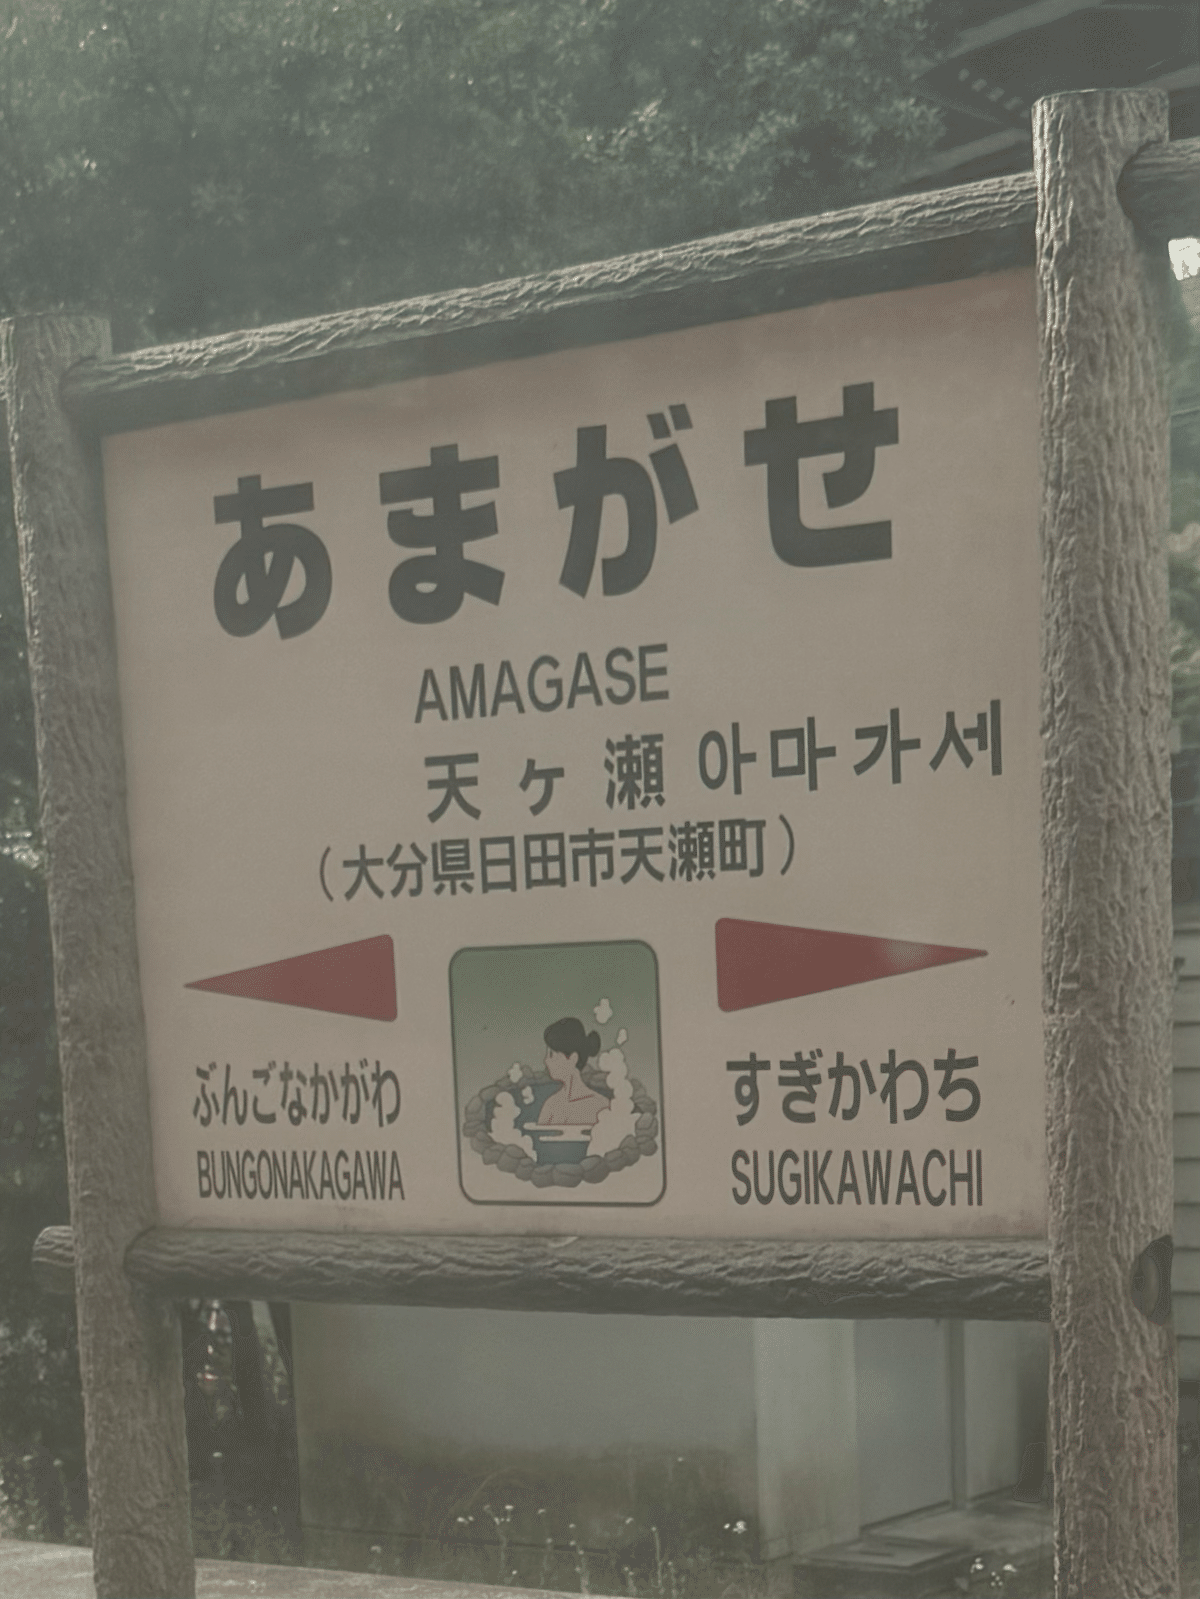 あまがせ
AMAGASE
天ヶ瀬 아마가세
(大分県日田市天瀬町)
ぶんごなかがわ
BUNGONAKAGAWA
すぎかわち
SUGIKAWACHI